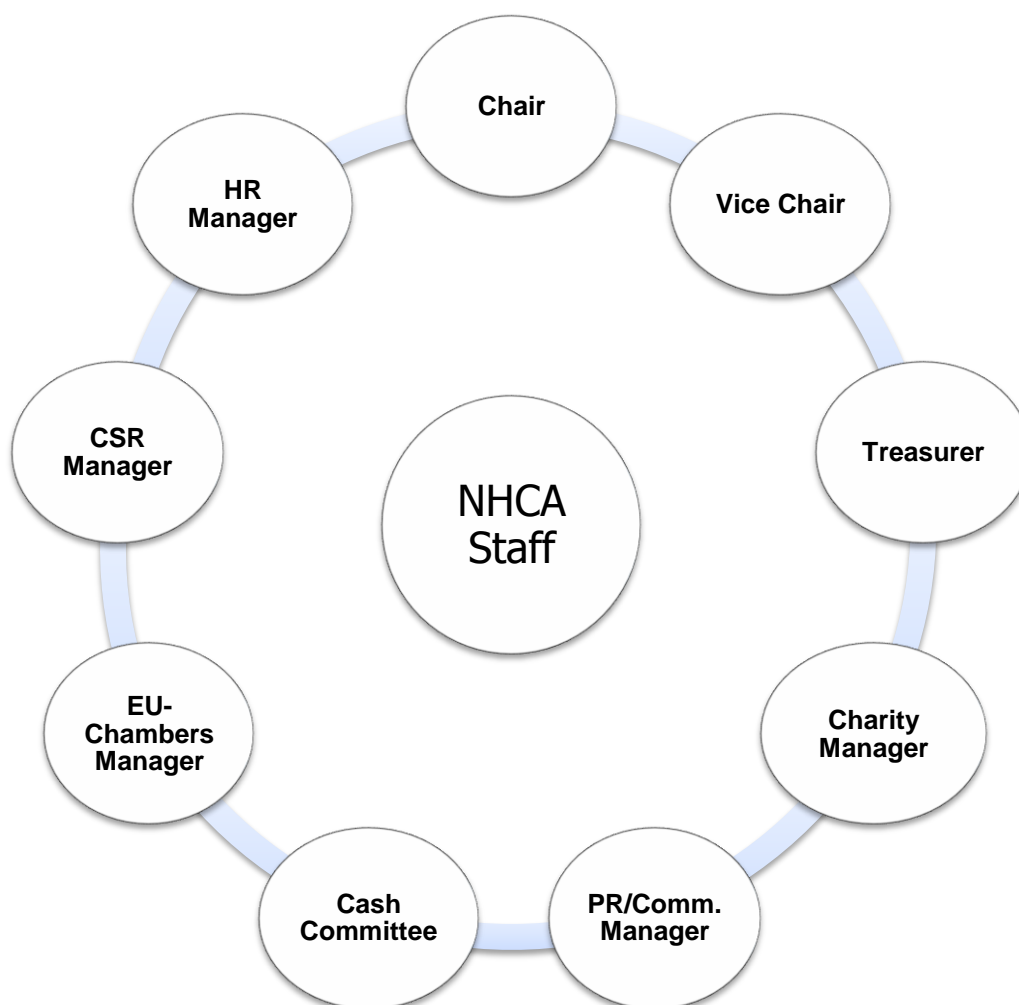 Chair
Vice Chair
Treasurer
Charity
Manager
PR/Comm.
Manager
Cash
Committee
EU-
Chambers
Manager
CSR
Manager
HR
Manager
NHCA
Staff